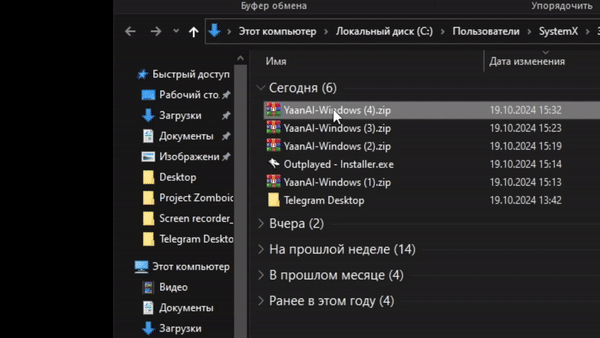 Буфер обмена
Упорядочить
Этот компьютер > Локальный диск (C:) > Пользователи > SystemX >
Имя
Дата изменения
Быстрый доступ
Рабочий сто.
Загрузки
Документы
Изображени
Desktop
Project Zomboid
Screen recorder_
Telegram Deskto
Этот компьютер
Видео
Документы
Загрузки
Сегодня (6)
YaanAI-Windows (4).zip 19.10.2024 15:32
YaanAI-Windows (3).zip 19.10.2024 15:23
YaanAI-Windows (2).zip 19.10.2024 15:19
Outplayed - Installer.exe 19.10.2024 15:14
YaanAI-Windows (1).zip 19.10.2024 15:13
Telegram Desktop 19.10.2024 13:42
Вчера (2)
На прошлой неделе (14)
В прошлом месяце (4)
Ранее в этом году (4)